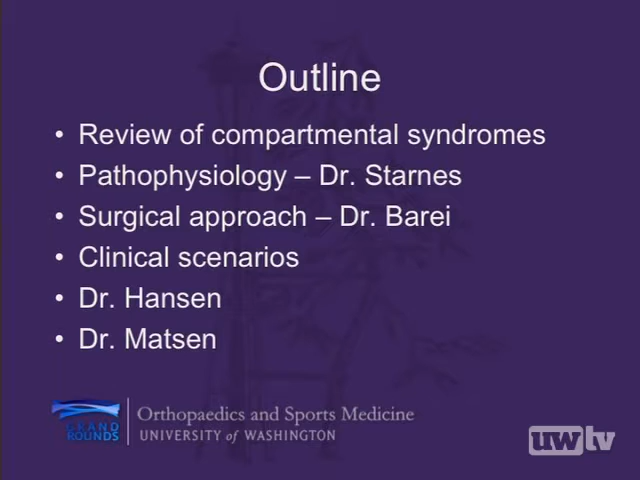 Outline
• Review of compartmental syndromes
• Pathophysiology – Dr. Starnes
• Surgical approach – Dr. Barei
• Clinical scenarios
• Dr. Hansen
• Dr. Matsen
GRAND
ROUNDS
Orthopaedics and Sports Medicine
UNIVERSITY of WASHINGTON
uwtv